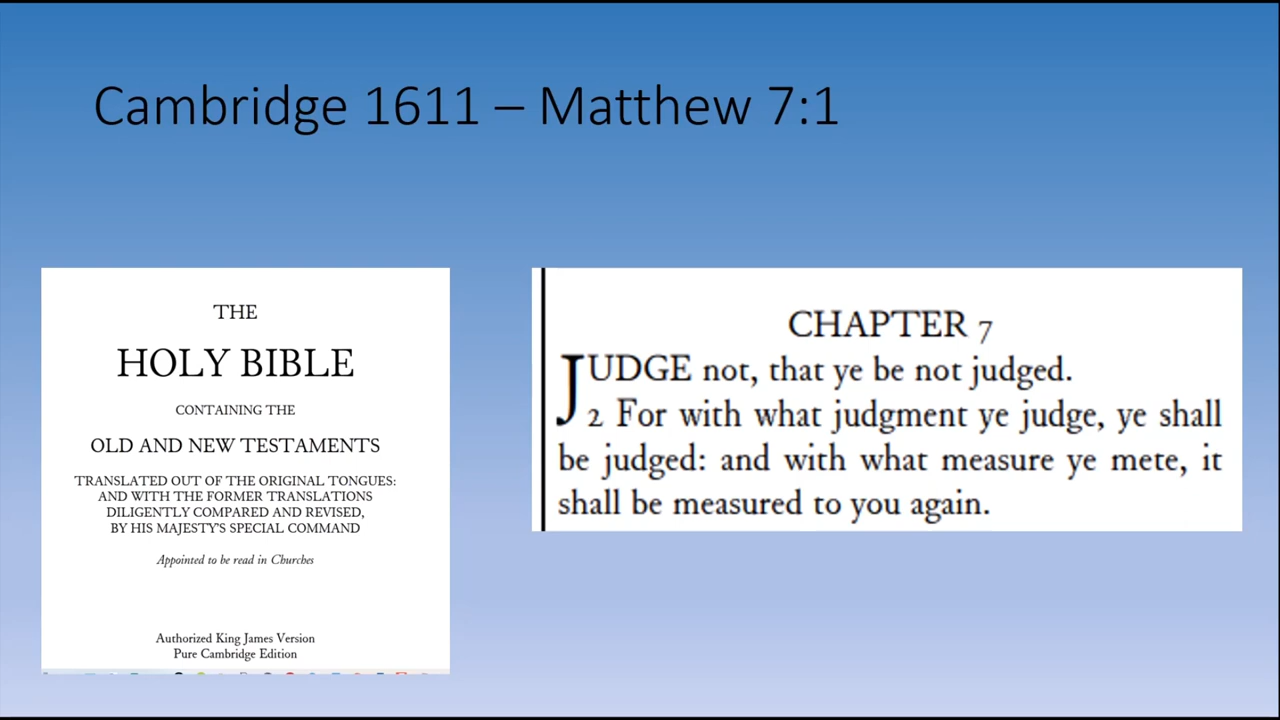 Cambridge 1611 – Matthew 7:1
THE
HOLY BIBLE
CONTAINING THE
OLD AND NEW TESTAMENTS
TRANSLATED OUT OF THE ORIGINAL TONGUES:
AND WITH THE FORMER TRANSLATIONS
DILIGENTLY COMPARED AND REVISED,
BY HIS MAJESTY'S SPECIAL COMMAND
Appointed to be read in Churches
Authorized King James Version
Pure Cambridge Edition
CHAPTER 7
JUDGE not, that ye be not judged.
2 For with what judgment ye judge, ye shall
be judged: and with what measure ye mete, it
shall be measured to you again.